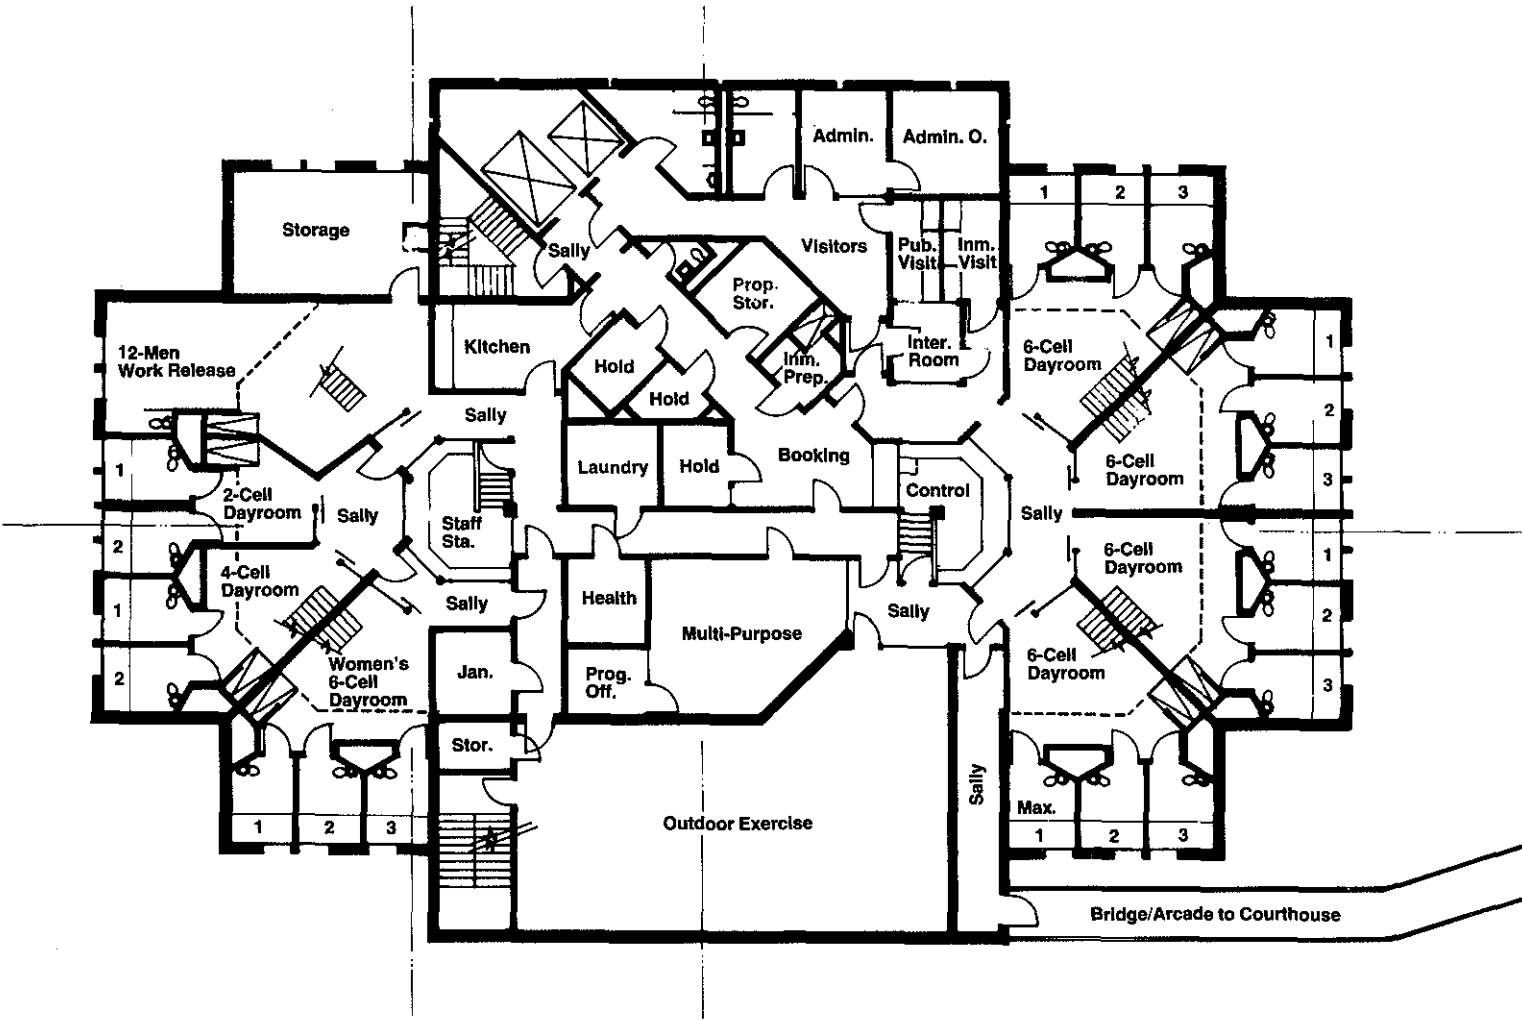 Admin.
Admin. O.
1
2
3
Storage
Sally
Visitors
Pub.
Visit
Inm.
Visit
Prop.
Stor.
Kitchen
Hold
Inm.
Prep.
Inter.
Room
6-Cell
Dayroom
1
12-Men
Work Release
Hold
Sally
2
1
2-Cell
Dayroom
Sally
Laundry
Hold
Booking
Control
6-Cell
Dayroom
3
Staff
Sta.
Sally
2
4-Cell
Dayroom
6-Cell
Dayroom
1
1
Sally
Health
Multi-Purpose
Sally
2
2
Women's
6-Cell
Dayroom
Jan.
Prog.
Off.
6-Cell
Dayroom
3
Stor.
Sally
Max.
1
2
3
Outdoor Exercise
1
2
3
Bridge/Arcade to Courthouse